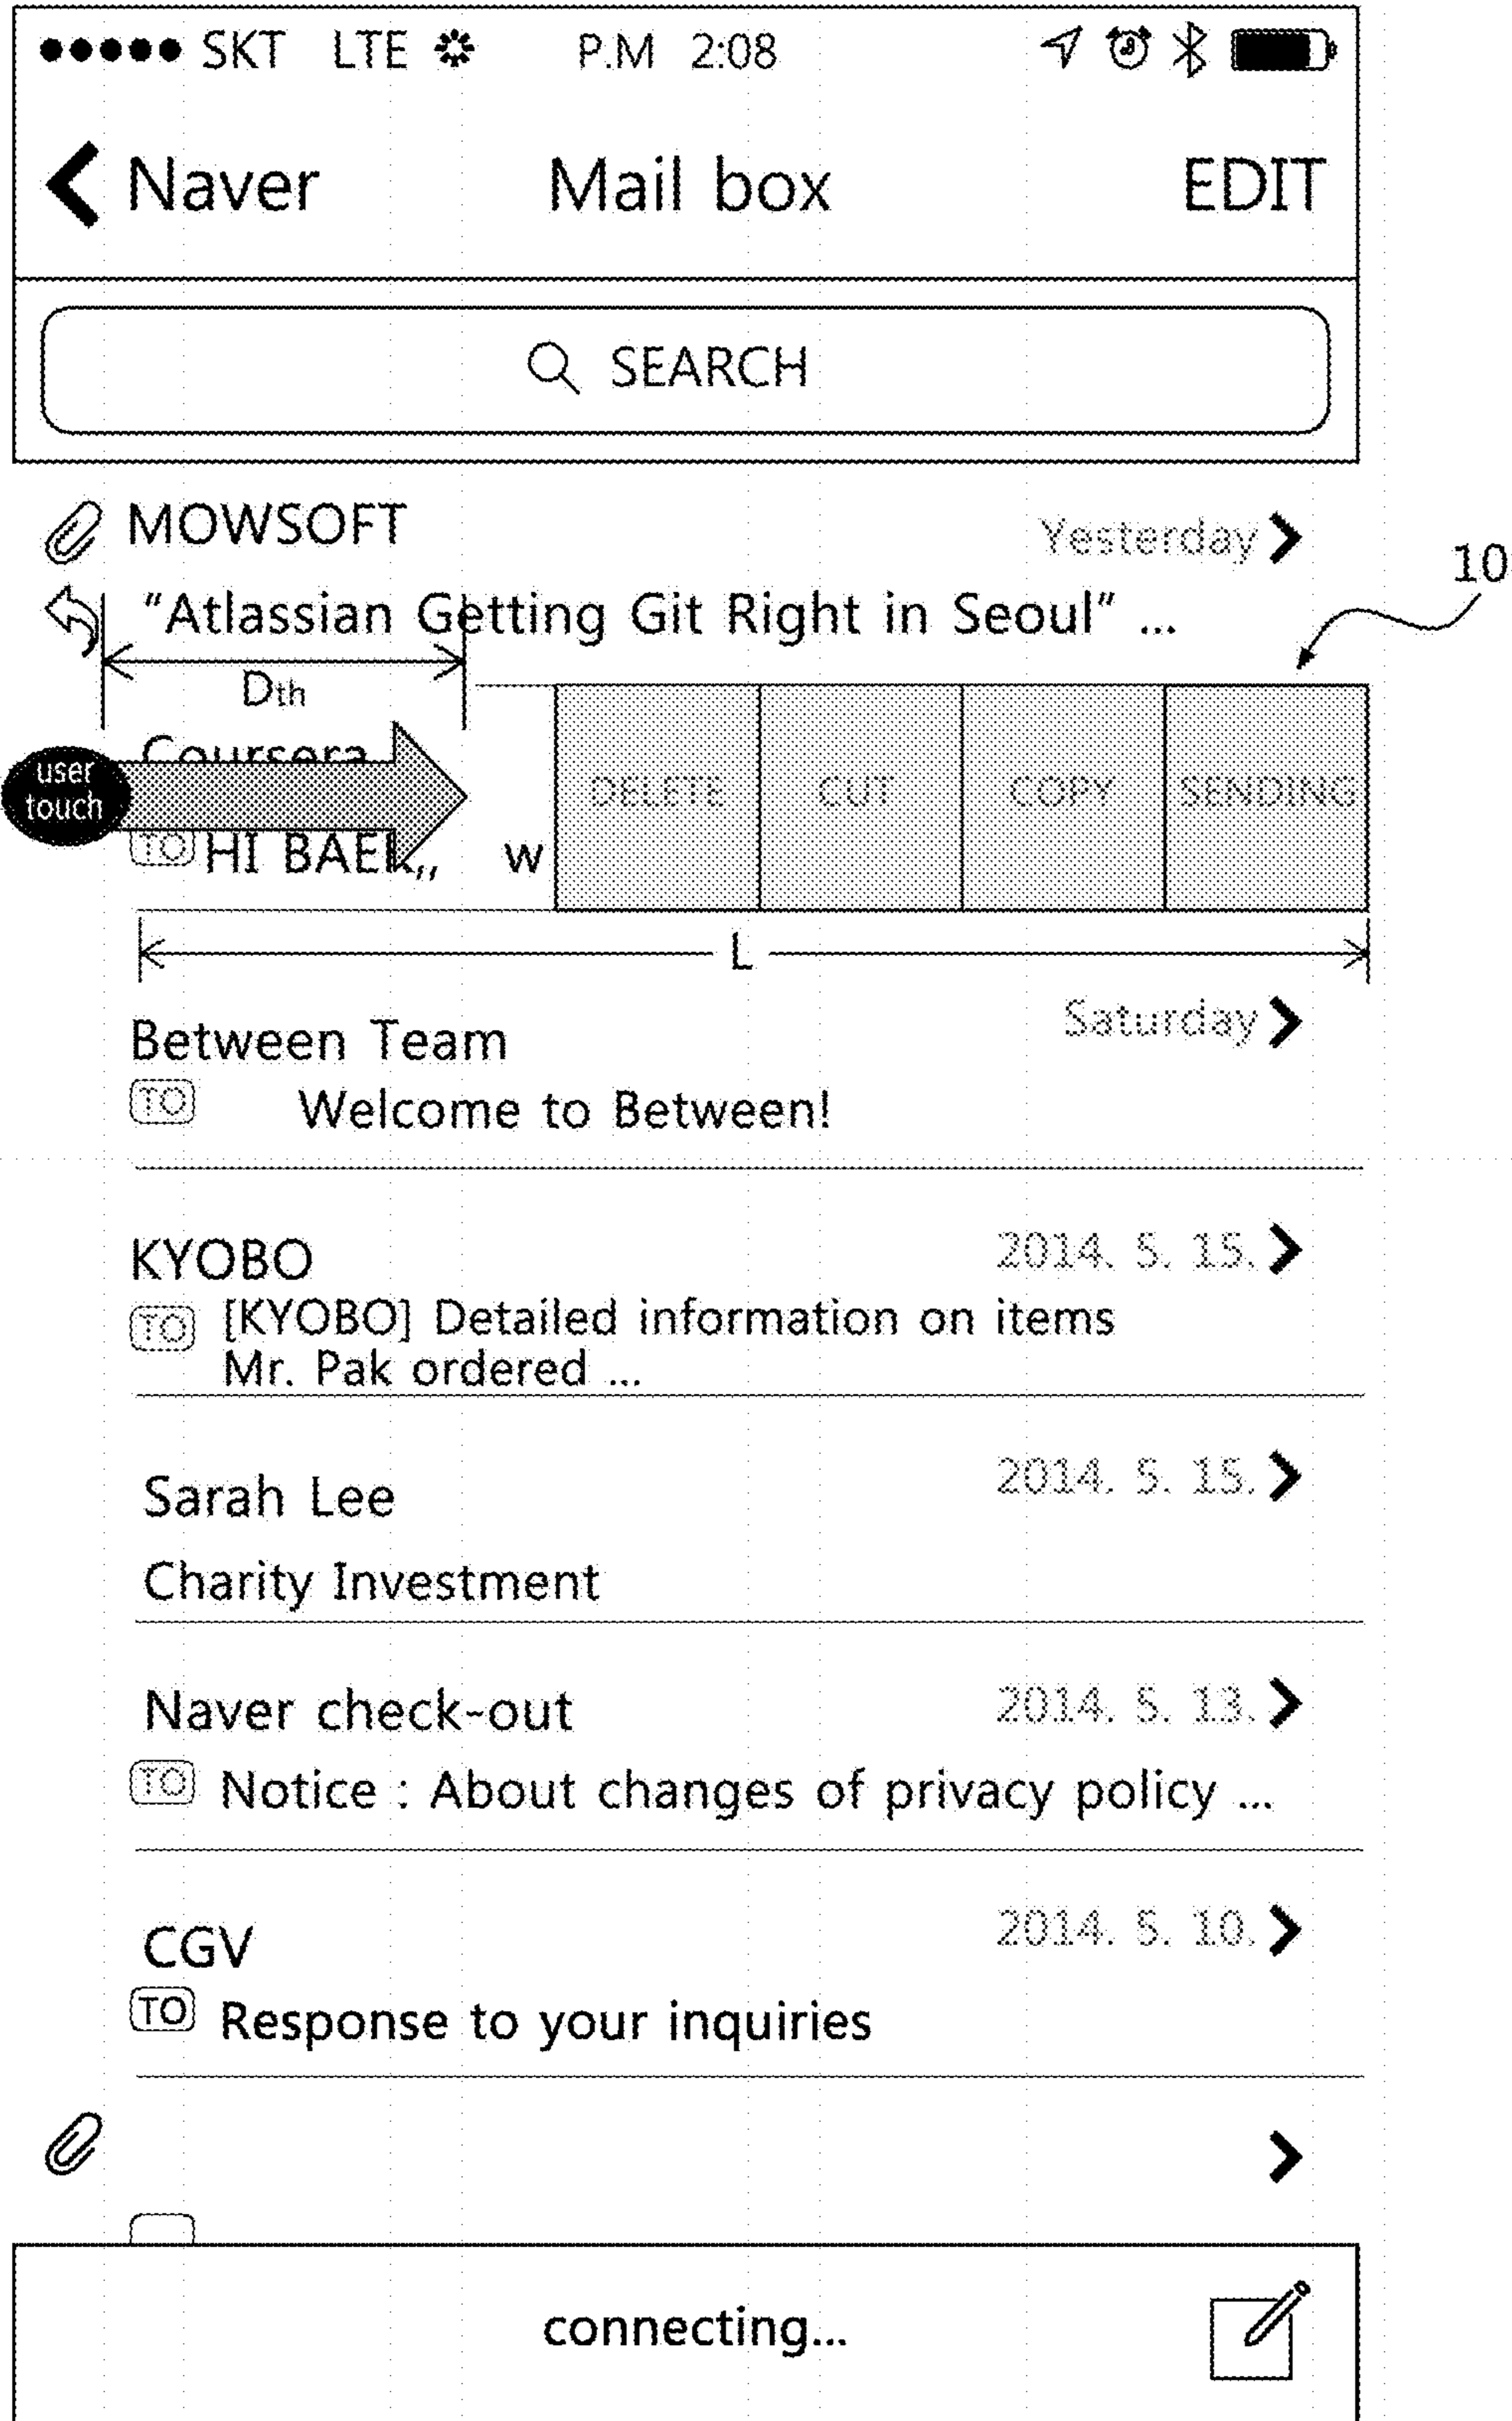 SKT LTE P.M 2:08
Naver Mail box EDIT
SEARCH
MOWSOFT Yesterday
10
“Atlassian Getting Git Right in Seoul” ...
Dth
Coursera
user
touch
DELETE CUT COPY SENDING
TO HI BAEK,, w
L
Between Team Saturday
TO Welcome to Between!
KYOBO 2014. 5. 15.
TO [KYOBO] Detailed information on items
Mr. Pak ordered ...
Sarah Lee 2014. 5. 15.
Charity Investment
Naver check-out 2014. 5. 13.
TO Notice : About changes of privacy policy ...
CGV 2014. 5. 10.
TO Response to your inquiries
connecting...